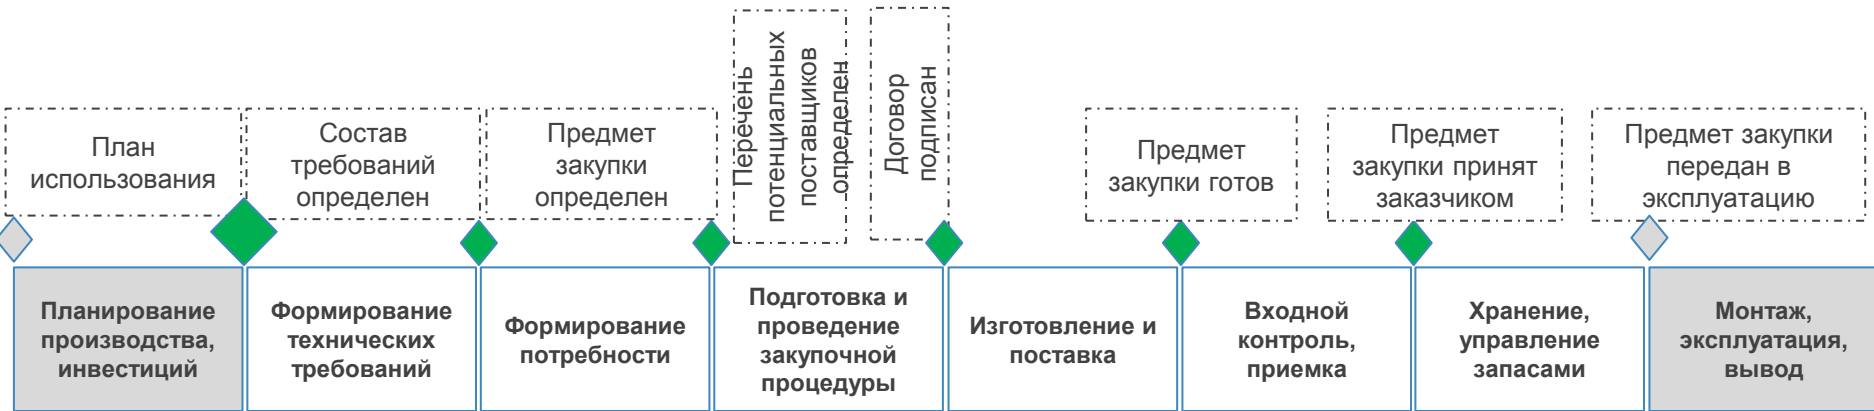 План
использования
Состав
требований
определен
Предмет
закупки
определен
Перечень
потенциальных
поставщиков
определен
Договор
подписан
Предмет
закупки готов
Предмет
закупки принят
заказчиком
Предмет закупки
передан в
эксплуатацию
Планирование
производства,
инвестиций
Формирование
технических
требований
Формирование
потребности
Подготовка и
проведение
закупочной
процедуры
Изготовление и
поставка
Входной
контроль,
приемка
Хранение,
управление
запасами
Монтаж,
эксплуатация,
вывод